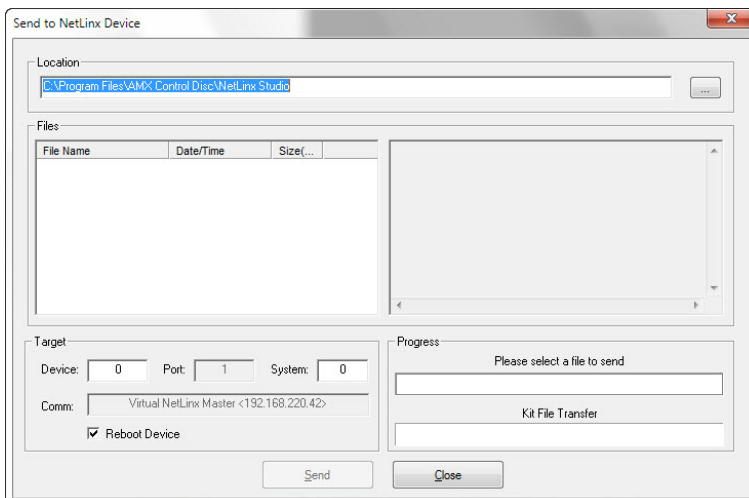 Send to NetLinx Device
Location
C:\Program Files\AMX Control Disc\NetLinx Studio
...
Files
File Name Date/Time Size(...
Target
Device: 0 Port: 1 System: 0
Comm: Virtual NetLinx Master <192.168.220.42>
Reboot Device
Progress
Please select a file to send
Kit File Transfer
Send Close